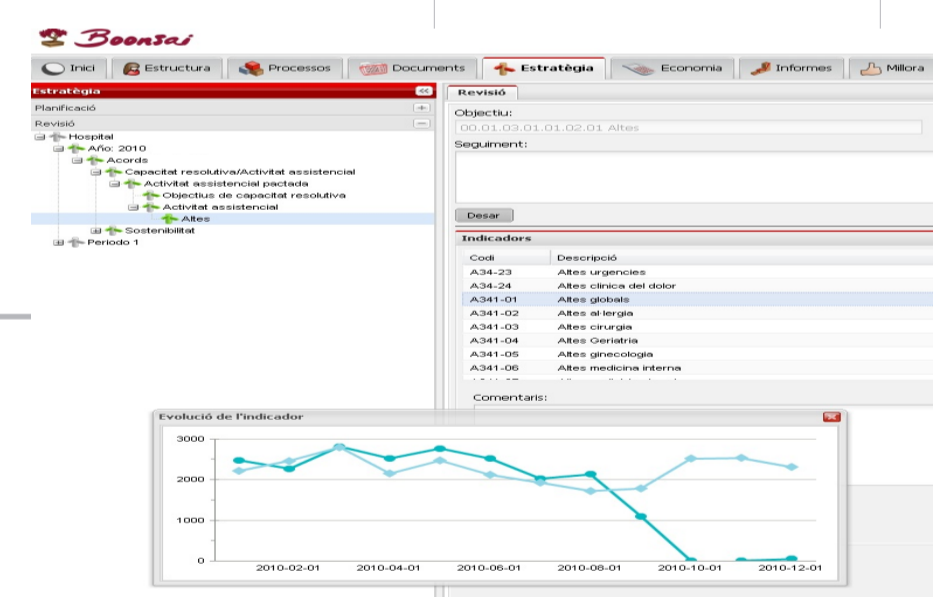 Boonsai
Inici Estructura Processos Documents Estratègia Economia Informes Millora
Estratègia
Planificació
Revisió
Hospital
Año: 2010
Acords
Capacitat resolutiva/Activitat assistencial
Activitat assistencial pactada
Objectius de capacitat resolutiva
Activitat assistencial
Altes
Sostenibilitat
Periodo 1
Revisió
Objectiu:
00.01.03.01.01.02.01 Altes
Seguiment:
Desar
Indicadors
Codi Descripció
A34-23 Altes urgencies
A34-24 Altes clinica del dolor
A341-01 Altes globals
A341-02 Altes al·lergia
A341-03 Altes cirurgia
A341-04 Altes Geriatria
A341-05 Altes ginecologia
A341-06 Altes medicina interna
Comentaris:
Evolució de l'indicador
3000
2000
1000
0
2010-02-01 2010-04-01 2010-06-01 2010-08-01 2010-10-01 2010-12-01